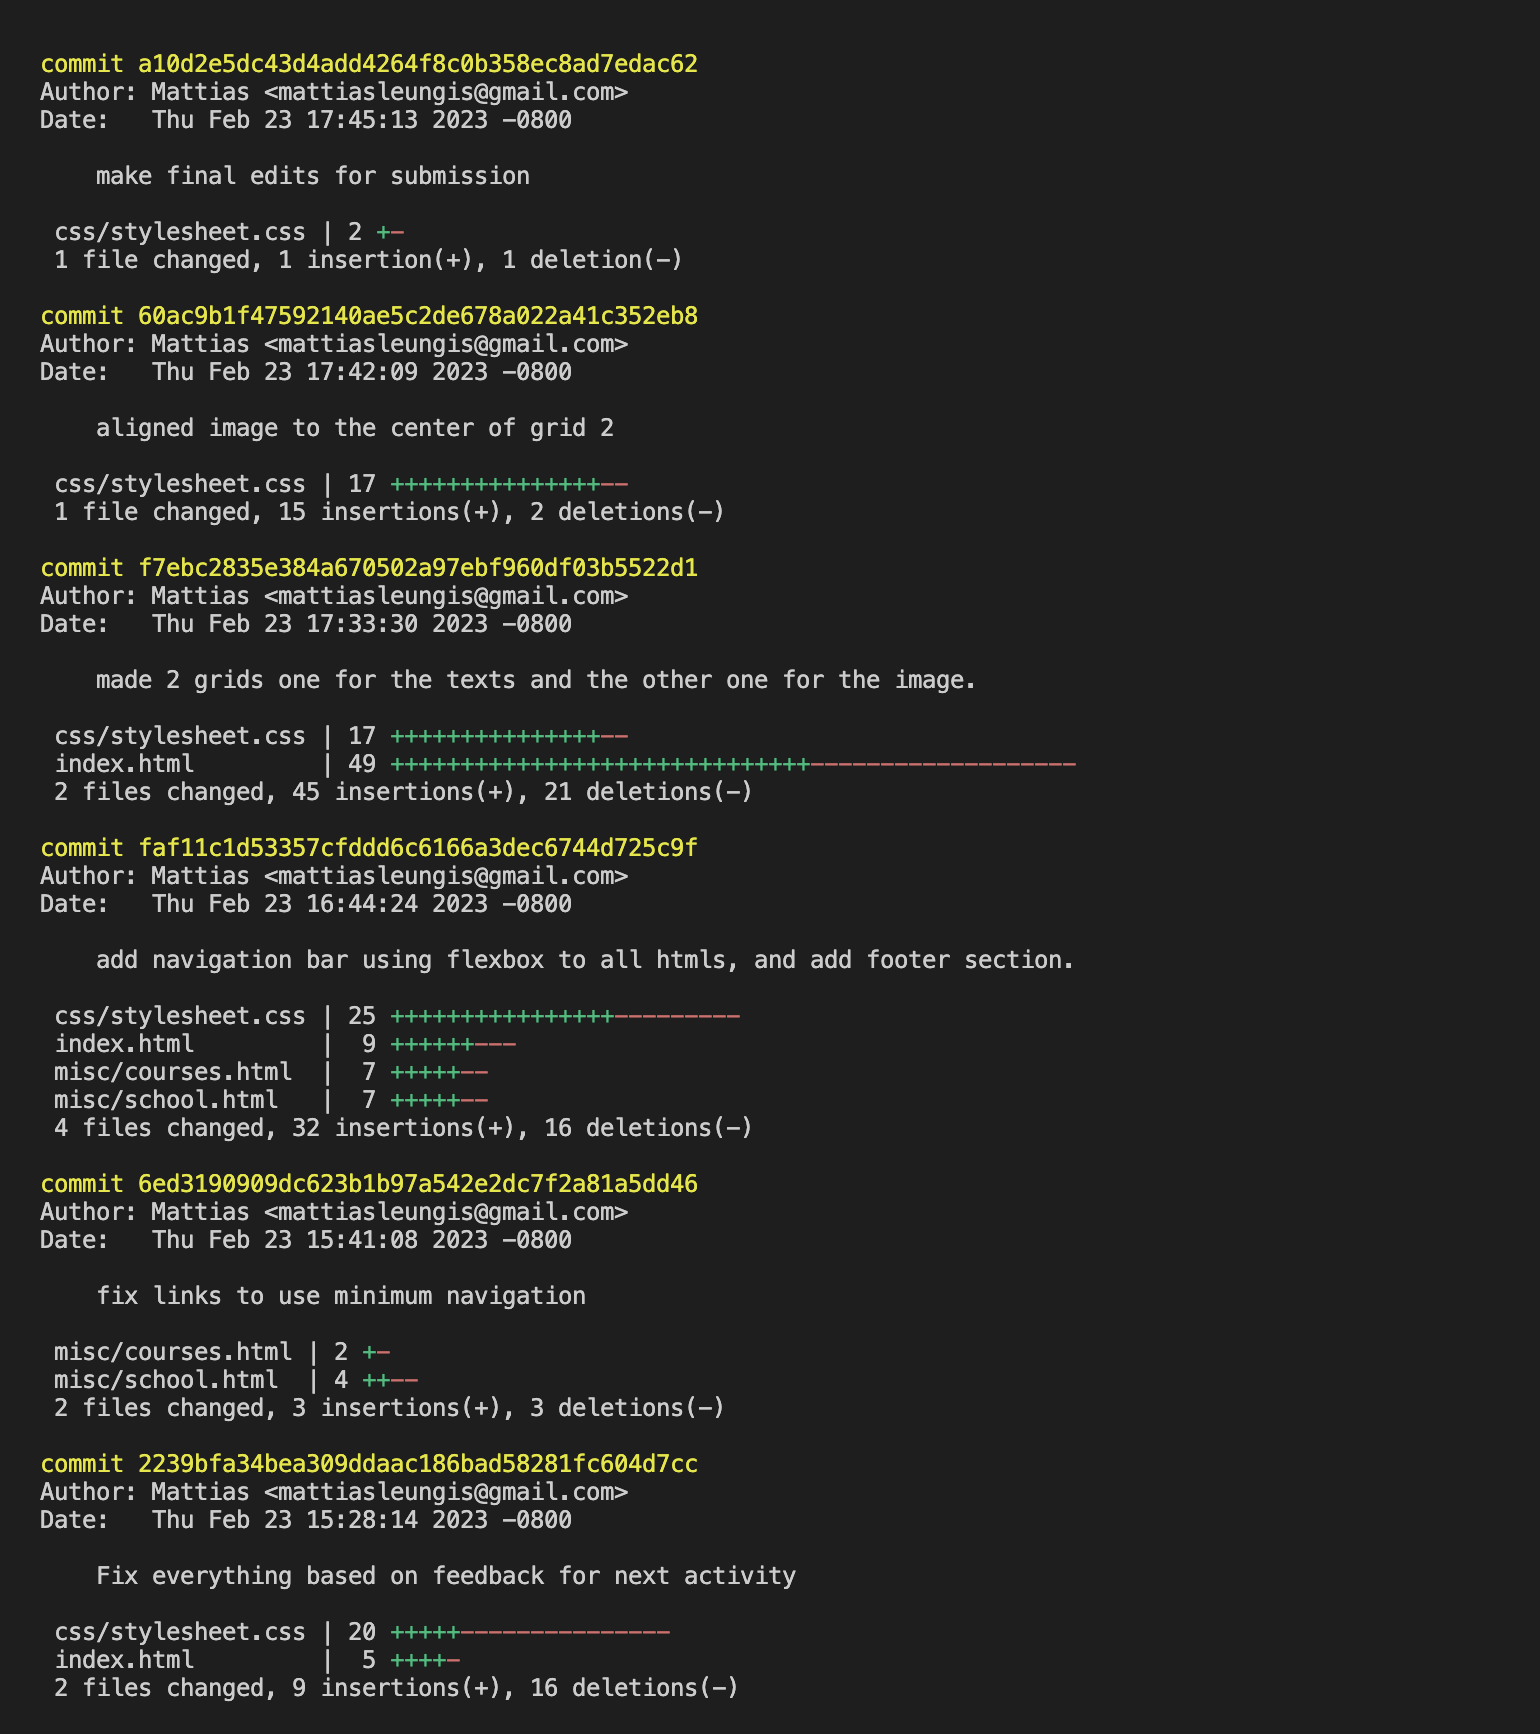 commit a10d2e5dc43d4add4264f8c0b358ec8ad7edac62
Author: Mattias <mattiasleungis@gmail.com>
Date:   Thu Feb 23 17:45:13 2023 -0800
    make final edits for submission
 css/stylesheet.css | 2 +-
 1 file changed, 1 insertion(+), 1 deletion(-)
commit 60ac9b1f47592140ae5c2de678a022a41c352eb8
Author: Mattias <mattiasleungis@gmail.com>
Date:   Thu Feb 23 17:42:09 2023 -0800
    aligned image to the center of grid 2
 css/stylesheet.css | 17 +++++++++++++++--
 1 file changed, 15 insertions(+), 2 deletions(-)
commit f7ebc2835e384a670502a97ebf960df03b5522d1
Author: Mattias <mattiasleungis@gmail.com>
Date:   Thu Feb 23 17:33:30 2023 -0800
    made 2 grids one for the texts and the other one for the image.
 css/stylesheet.css | 17 +++++++++++++++--
 index.html         | 49 ++++++++++++++++++++++++++++++-------------------
 2 files changed, 45 insertions(+), 21 deletions(-)
commit faf11c1d53357cfddd6c6166a3dec6744d725c9f
Author: Mattias <mattiasleungis@gmail.com>
Date:   Thu Feb 23 16:44:24 2023 -0800
    add navigation bar using flexbox to all htmls, and add footer section.
 css/stylesheet.css | 25 ++++++++++++++++---------
 index.html         |  9 ++++++---
 misc/courses.html  |  7 +++++--
 misc/school.html   |  7 +++++--
 4 files changed, 32 insertions(+), 16 deletions(-)
commit 6ed3190909dc623b1b97a542e2dc7f2a81a5dd46
Author: Mattias <mattiasleungis@gmail.com>
Date:   Thu Feb 23 15:41:08 2023 -0800
    fix links to use minimum navigation
 misc/courses.html | 2 +-
 misc/school.html  | 4 ++--
 2 files changed, 3 insertions(+), 3 deletions(-)
commit 2239bfa34bea309ddaac186bad58281fc604d7cc
Author: Mattias <mattiasleungis@gmail.com>
Date:   Thu Feb 23 15:28:14 2023 -0800
    Fix everything based on feedback for next activity
 css/stylesheet.css | 20 +++++---------------
 index.html         |  5 ++++-
 2 files changed, 9 insertions(+), 16 deletions(-)